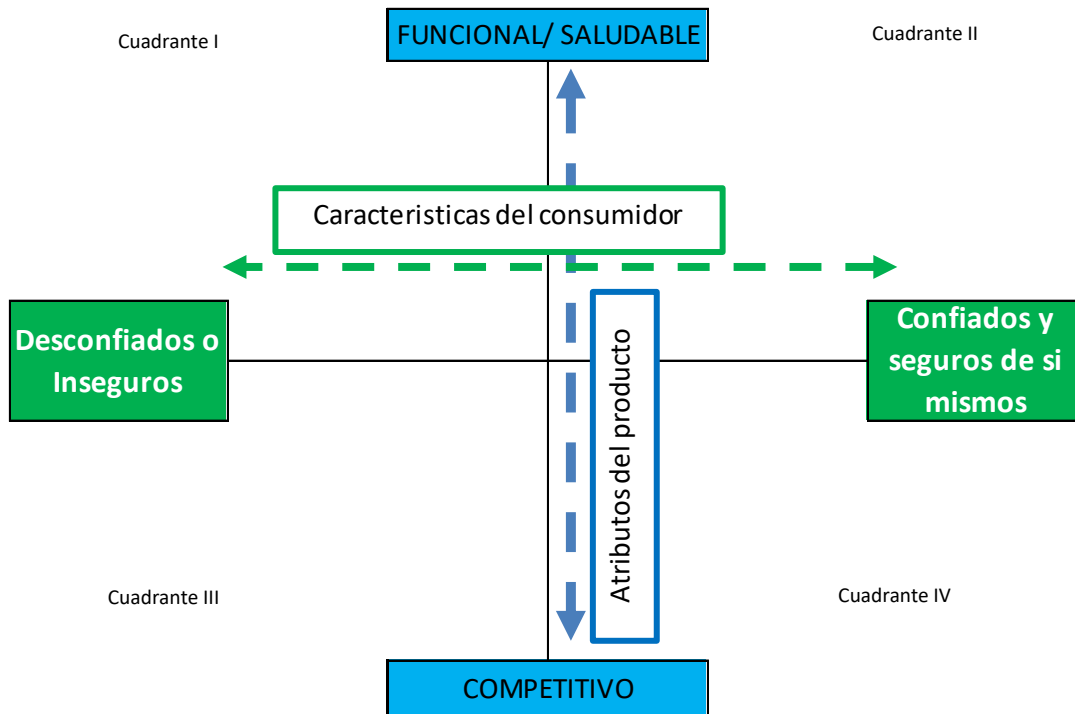 Cuadrante I
FUNCIONAL/ SALUDABLE
Cuadrante II
Caracteristicas del consumidor
Desconfiados o
Inseguros
Confiados y
seguros de si
mismos
Atributos del producto
Cuadrante III
Cuadrante IV
COMPETITIVO